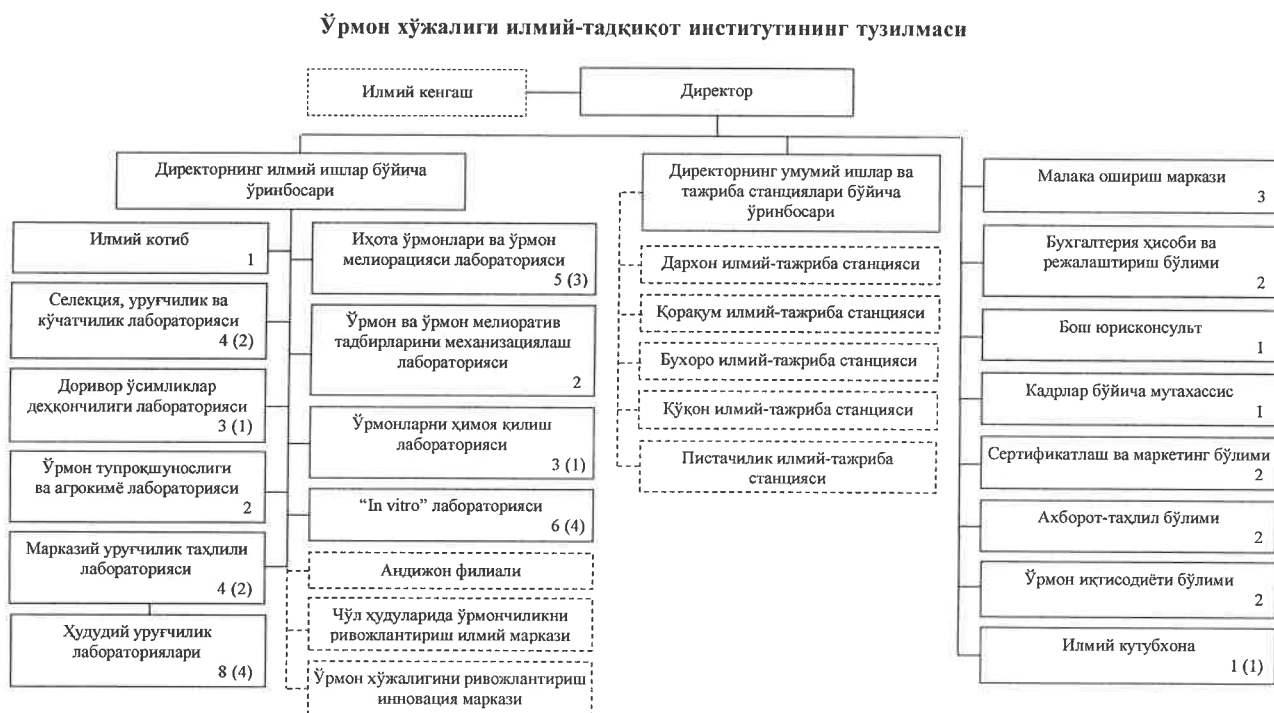 Ўрмон хўжалиги илмий-тадқиқот институтининг тузилмаси
Илмий кенгаш
Директор
Директорнинг илмий ишлар бўйича
ўринбосари
Илмий котиб
1
Селекция, уруғчилик ва
кўчатчилик лабораторияси
4 (2)
Доривор ўсимликлар
деҳқончилиги лабораторияси
3 (1)
Ўрмон тупроқшунослиги
ва агрокимё лабораторияси
2
Марказий уруғчилик таҳлили
лабораторияси
4 (2)
Ҳудудий уруғчилик
лабораториялари
8 (4)
Иҳота ўрмонлари ва ўрмон
мелиорацияси лабораторияси
5 (3)
Ўрмон ва ўрмон мелиоратив
тадбирларини механизациялаш
лабораторияси
2
Ўрмонларни ҳимоя қилиш
лабораторияси
3 (1)
“In vitro” лабораторияси
6 (4)
Андижон филиали
Чўл ҳудуларида ўрмончиликни
ривожлантириш илмий маркази
Ўрмон хўжалигини ривожлантириш
инновация маркази
Директорнинг умумий ишлар ва
тажриба станциялари бўйича
ўринбосари
Дархон илмий-тажриба станцияси
Қорақум илмий-тажриба станцияси
Бухоро илмий-тажриба станцияси
Қўқон илмий-тажриба станцияси
Пистачилик илмий-тажриба
станцияси
Малака ошириш маркази
3
Бухгалтерия ҳисоби ва
режалаштириш бўлими
2
Бош юрисконсульт
1
Кадрлар бўйича мутахассис
1
Сертификатлаш ва маркетинг бўлими
2
Ахборот-таҳлил бўлими
2
Ўрмон иқтисодиёти бўлими
2
Илмий кутубхона
1 (1)